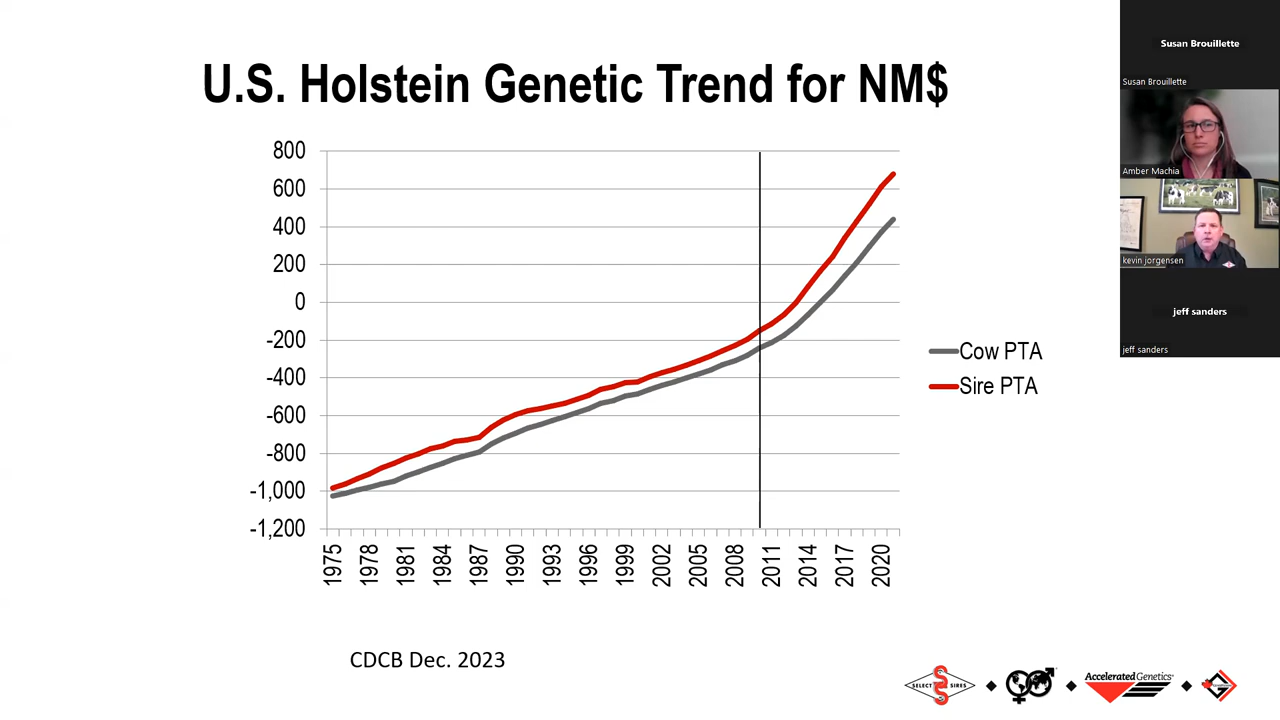 U.S. Holstein Genetic Trend for NM$
800
600
400
200
0
-200
-400
-600
-800
-1,000
-1,200
1975
1978
1981
1984
1987
1990
1993
1996
1999
2002
2005
2008
2011
2014
2017
2020
Cow PTA
Sire PTA
CDCB Dec. 2023
SELECT SIRES
Accelerated Genetics
Susan Brouillette
Susan Brouillette
Amber Machia
kevin jorgensen
jeff sanders
jeff sanders